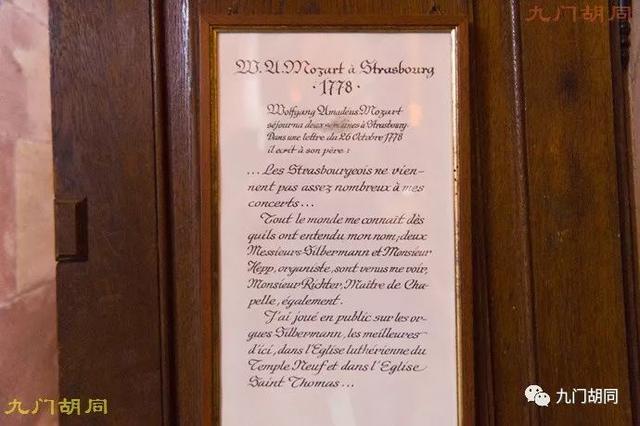 九门胡同
W. A. Mozart à Strasbourg
· 1778 ·
Wolfgang Amadeus Mozart
séjourna deux semaines à Strasbourg.
Dans une lettre du 26 Octobre 1778
il ecrit à son père :
... Les Strasbourgeois ne vien-
nent pas assez nombreux à mes
concerts ...
Tout le monde me connaît dès
quils ont entendu mon nom; deux
Messieurs Silbermann et Monsieur
Hepp, organiste, sont venus me voir,
Monsieur Richter, Maître de Cha-
pelle, également.
J'ai joué en public sur les or-
gues Silbermann, les meilleures
d'ici, dans l'Eglise luthérienne du
Temple Neuf et dans l'Eglise
Saint Thomas ...
九门胡同
九门胡同